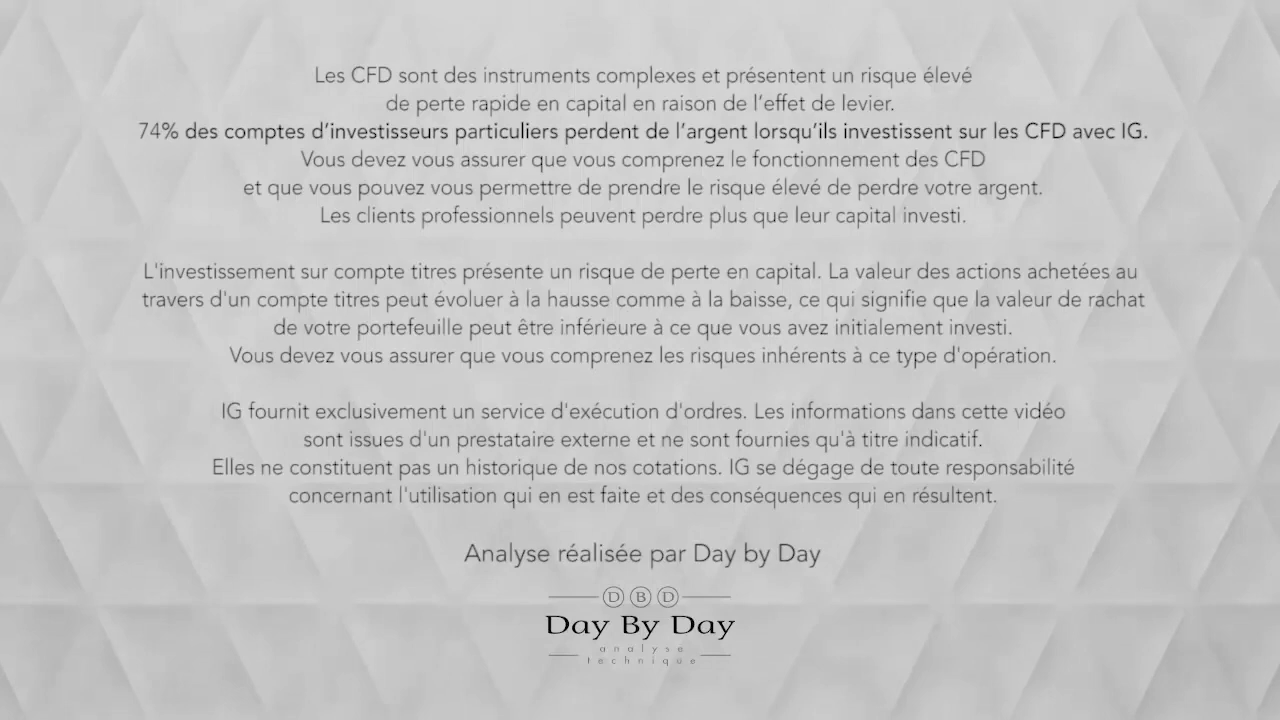 Les CFD sont des instruments complexes et présentent un risque élevé
de perte rapide en capital en raison de l’effet de levier.
74% des comptes d’investisseurs particuliers perdent de l’argent lorsqu’ils investissent sur les CFD avec IG.
Vous devez vous assurer que vous comprenez le fonctionnement des CFD
et que vous pouvez vous permettre de prendre le risque élevé de perdre votre argent.
Les clients professionnels peuvent perdre plus que leur capital investi.
L'investissement sur compte titres présente un risque de perte en capital. La valeur des actions achetées au
travers d'un compte titres peut évoluer à la hausse comme à la baisse, ce qui signifie que la valeur de rachat
de votre portefeuille peut être inférieure à ce que vous avez initialement investi.
Vous devez vous assurer que vous comprenez les risques inhérents à ce type d'opération.
IG fournit exclusivement un service d'exécution d'ordres. Les informations dans cette vidéo
sont issues d'un prestataire externe et ne sont fournies qu'à titre indicatif.
Elles ne constituent pas un historique de nos cotations. IG se dégage de toute responsabilité
concernant l'utilisation qui en est faite et des conséquences qui en résultent.
Analyse réalisée par Day by Day
D B D
Day By Day
analyse
technique